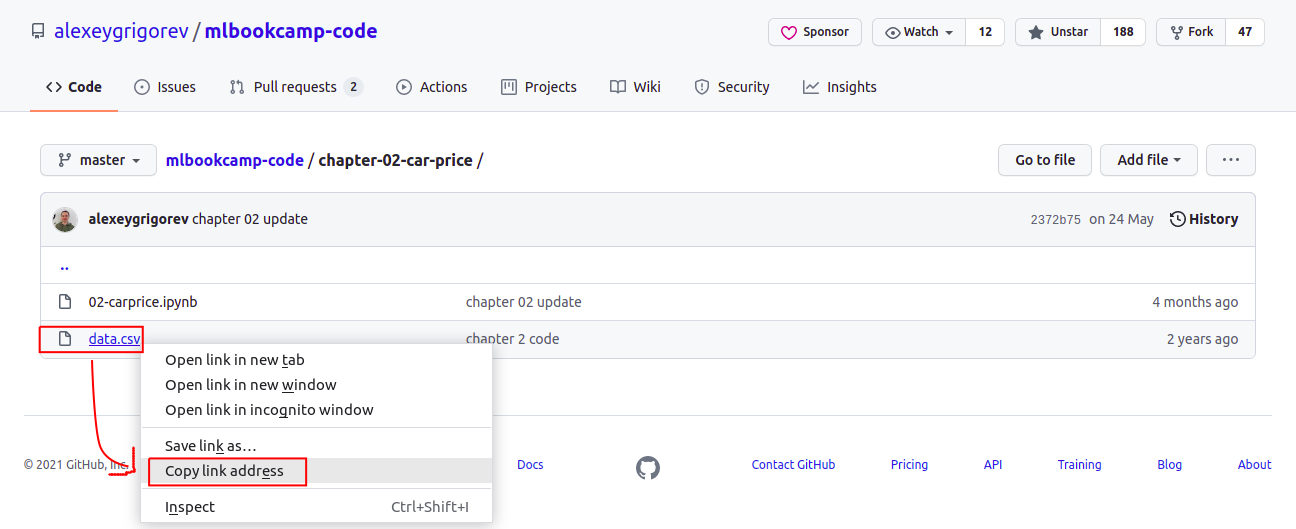 alexeygrigorev / mlbookcamp-code
Sponsor
Watch 12
Unstar 188
Fork 47
Code
Issues
Pull requests 2
Actions
Projects
Wiki
Security
Insights
master
mlbookcamp-code / chapter-02-car-price /
Go to file
Add file
...
alexeygrigorev chapter 02 update
2372b75 on 24 May
History
..
02-carprice.ipynb chapter 02 update 4 months ago
data.csv chapter 2 code 2 years ago
Open link in new tab
Open link in new window
Open link in incognito window
Save link as...
Copy link address
Inspect Ctrl+Shift+I
© 2021 GitHub, Inc.
Docs
Contact GitHub
Pricing
API
Training
Blog
About